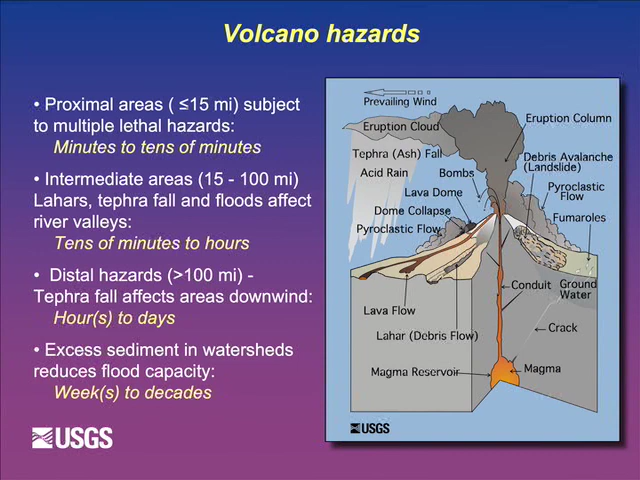 Volcano hazards
• Proximal areas ( ≤15 mi) subject
to multiple lethal hazards:
Minutes to tens of minutes
• Intermediate areas (15 - 100 mi)
Lahars, tephra fall and floods affect
river valleys:
Tens of minutes to hours
• Distal hazards (>100 mi) -
Tephra fall affects areas downwind:
Hour(s) to days
• Excess sediment in watersheds
reduces flood capacity:
Week(s) to decades
USGS
Prevailing Wind
Eruption Cloud
Eruption Column
Tephra (Ash) Fall
Acid Rain
Bombs
Debris Avalanche
(Landslide)
Lava Dome
Pyroclastic
Flow
Dome Collapse
Fumaroles
Pyroclastic Flow
Conduit
Ground
Water
Lava Flow
Crack
Lahar (Debris Flow)
Magma Reservoir
Magma
USGS